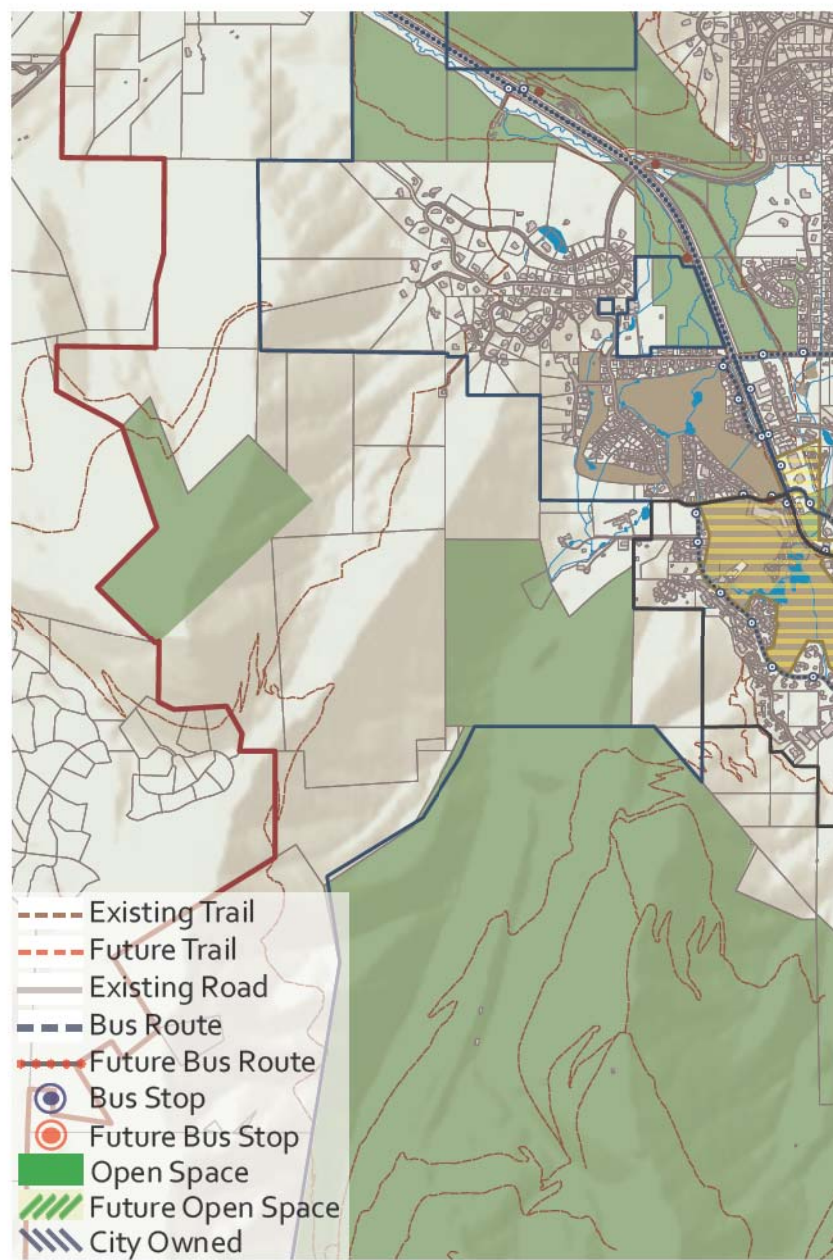 Existing Trail
Future Trail
Existing Road
Bus Route
Future Bus Route
Bus Stop
Future Bus Stop
Open Space
Future Open Space
City Owned